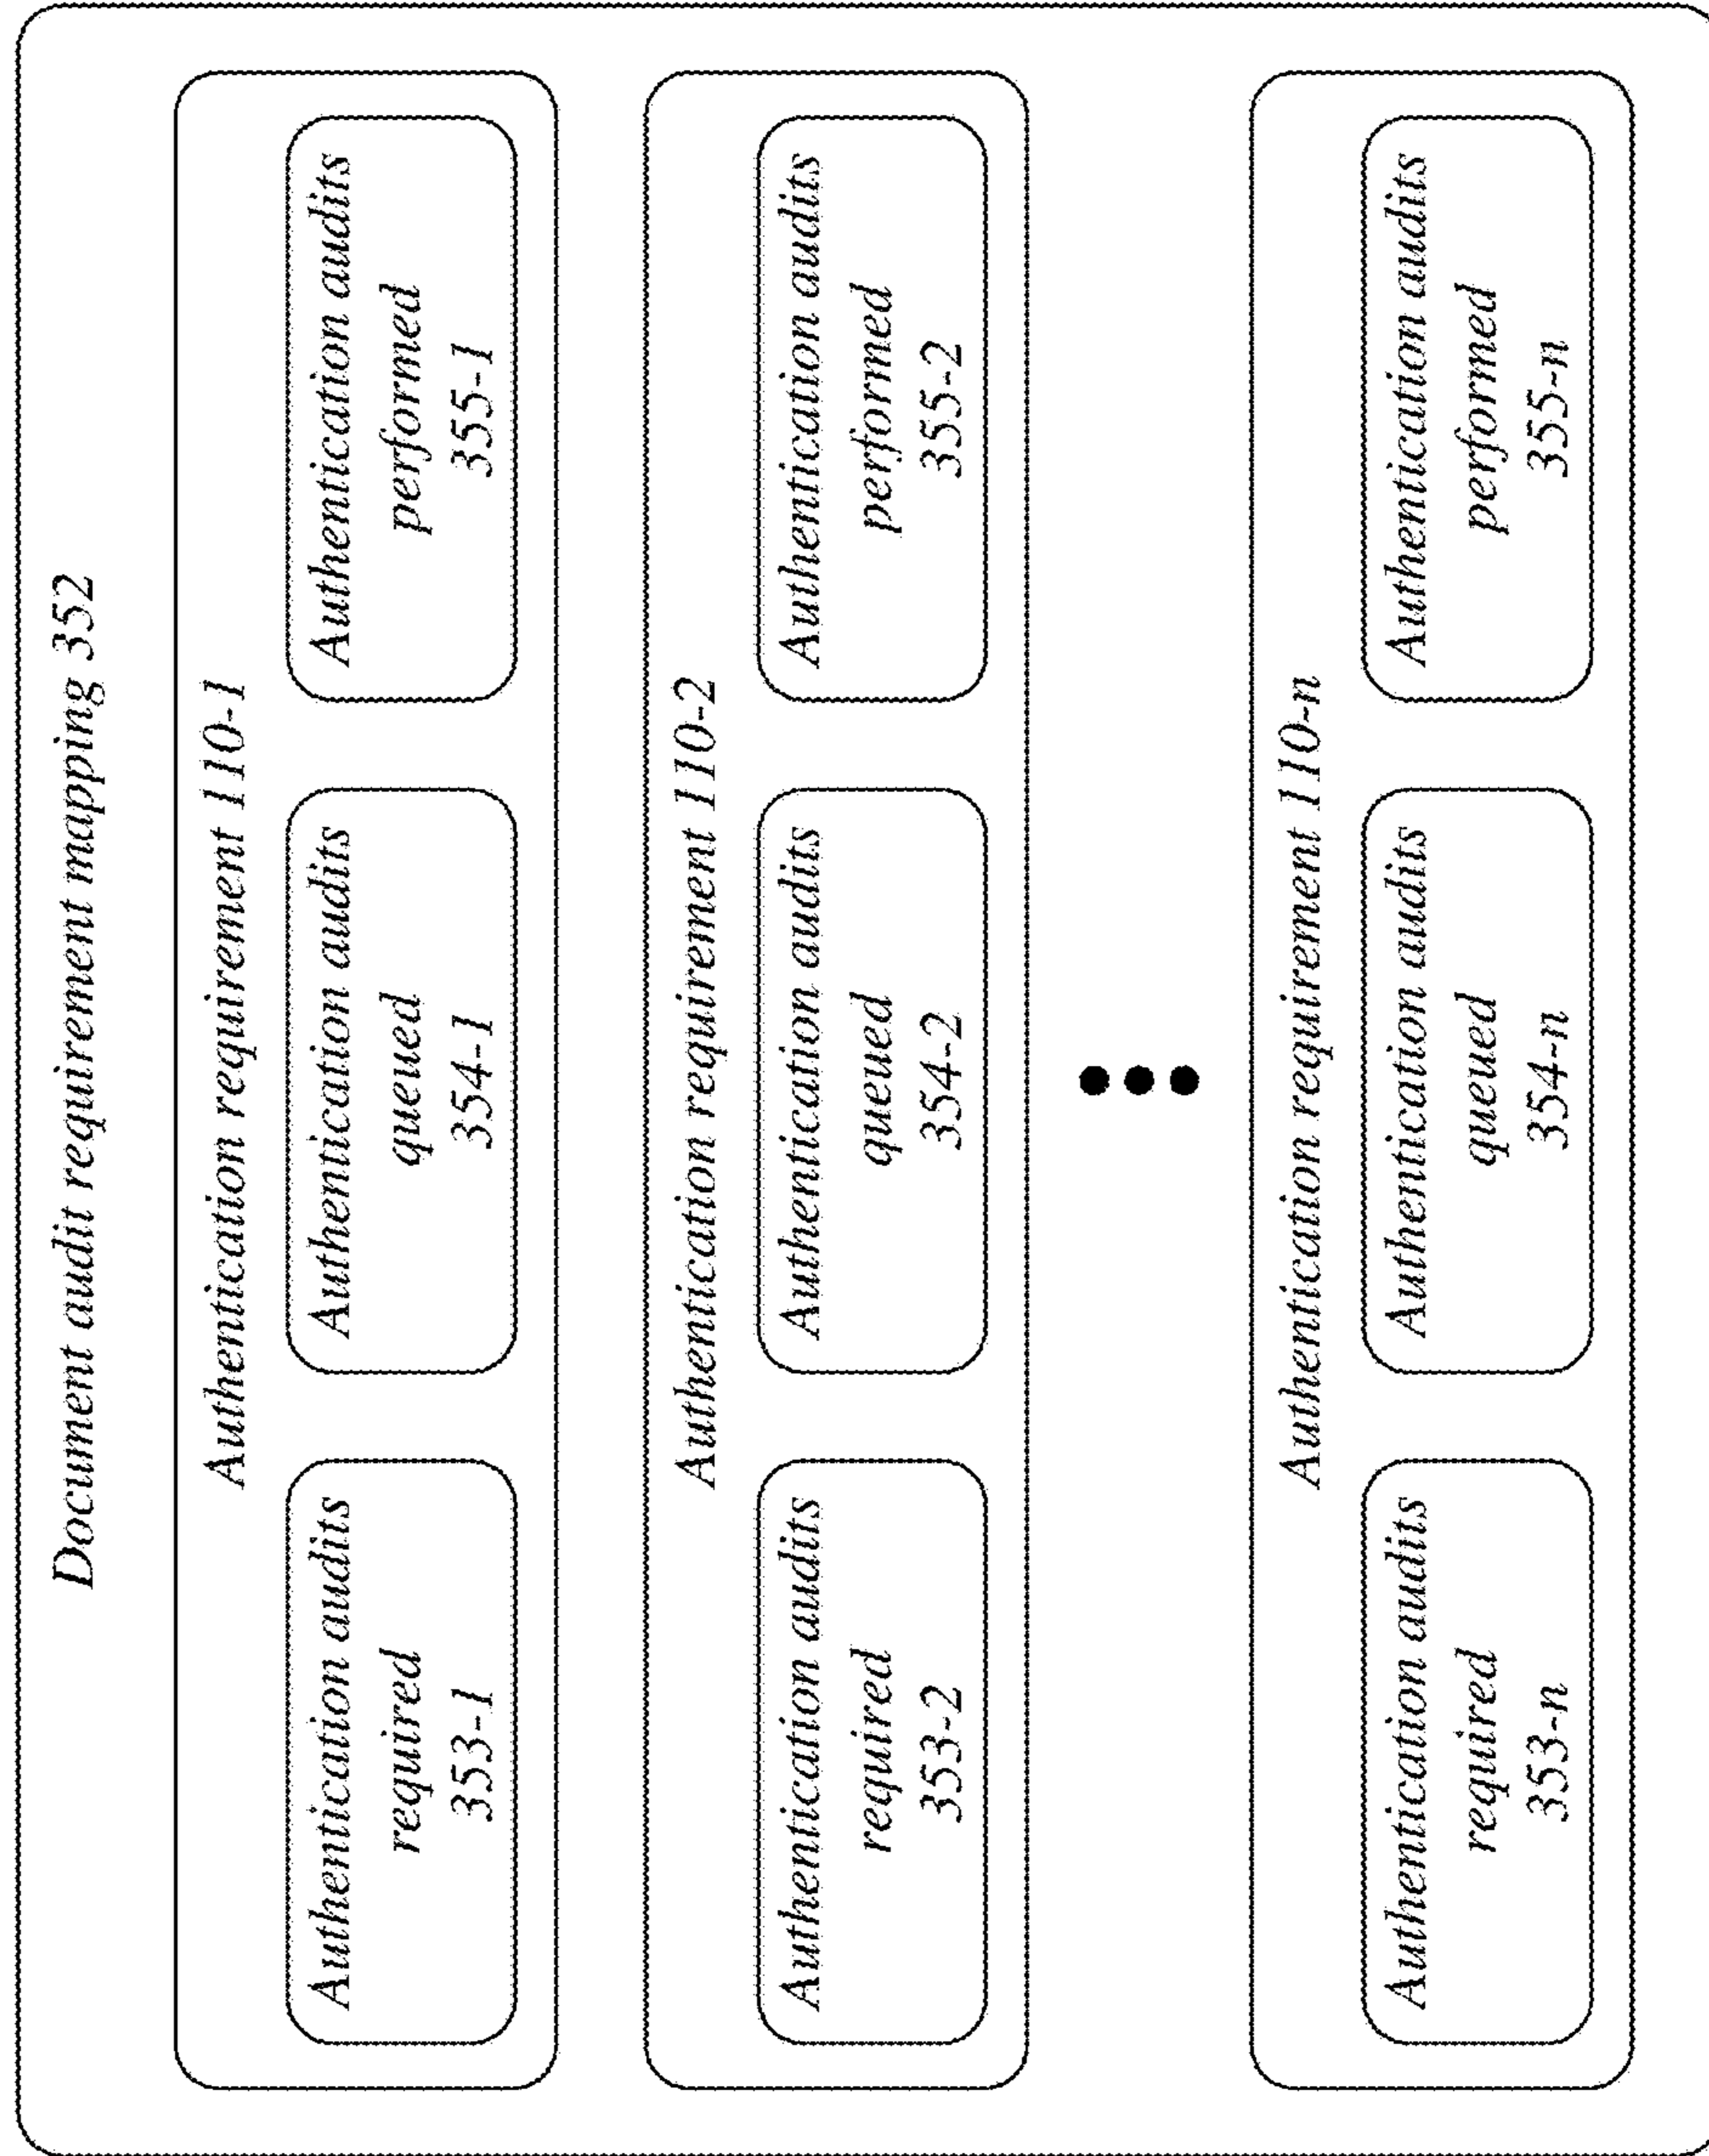 Document audit requirement mapping 352
Authentication requirement 110-1
Authentication audits
required
353-1
Authentication audits
queued
354-1
Authentication audits
performed
355-1
Authentication requirement 110-2
Authentication audits
required
353-2
Authentication audits
queued
354-2
Authentication audits
performed
355-2
Authentication requirement 110-n
Authentication audits
required
353-n
Authentication audits
queued
354-n
Authentication audits
performed
355-n